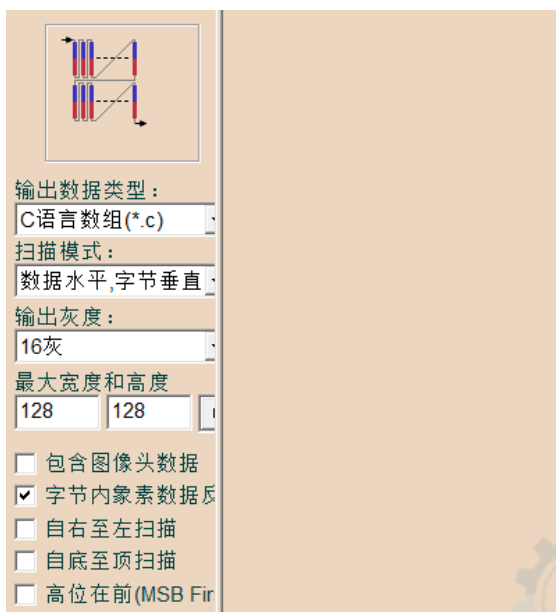 输出数据类型：
C语言数组(*.c)
扫描模式：
数据水平,字节垂直
输出灰度：
16灰
最大宽度和高度
128 128
包含图像头数据
字节内象素数据反
自右至左扫描
自底至顶扫描
高位在前(MSB Fir